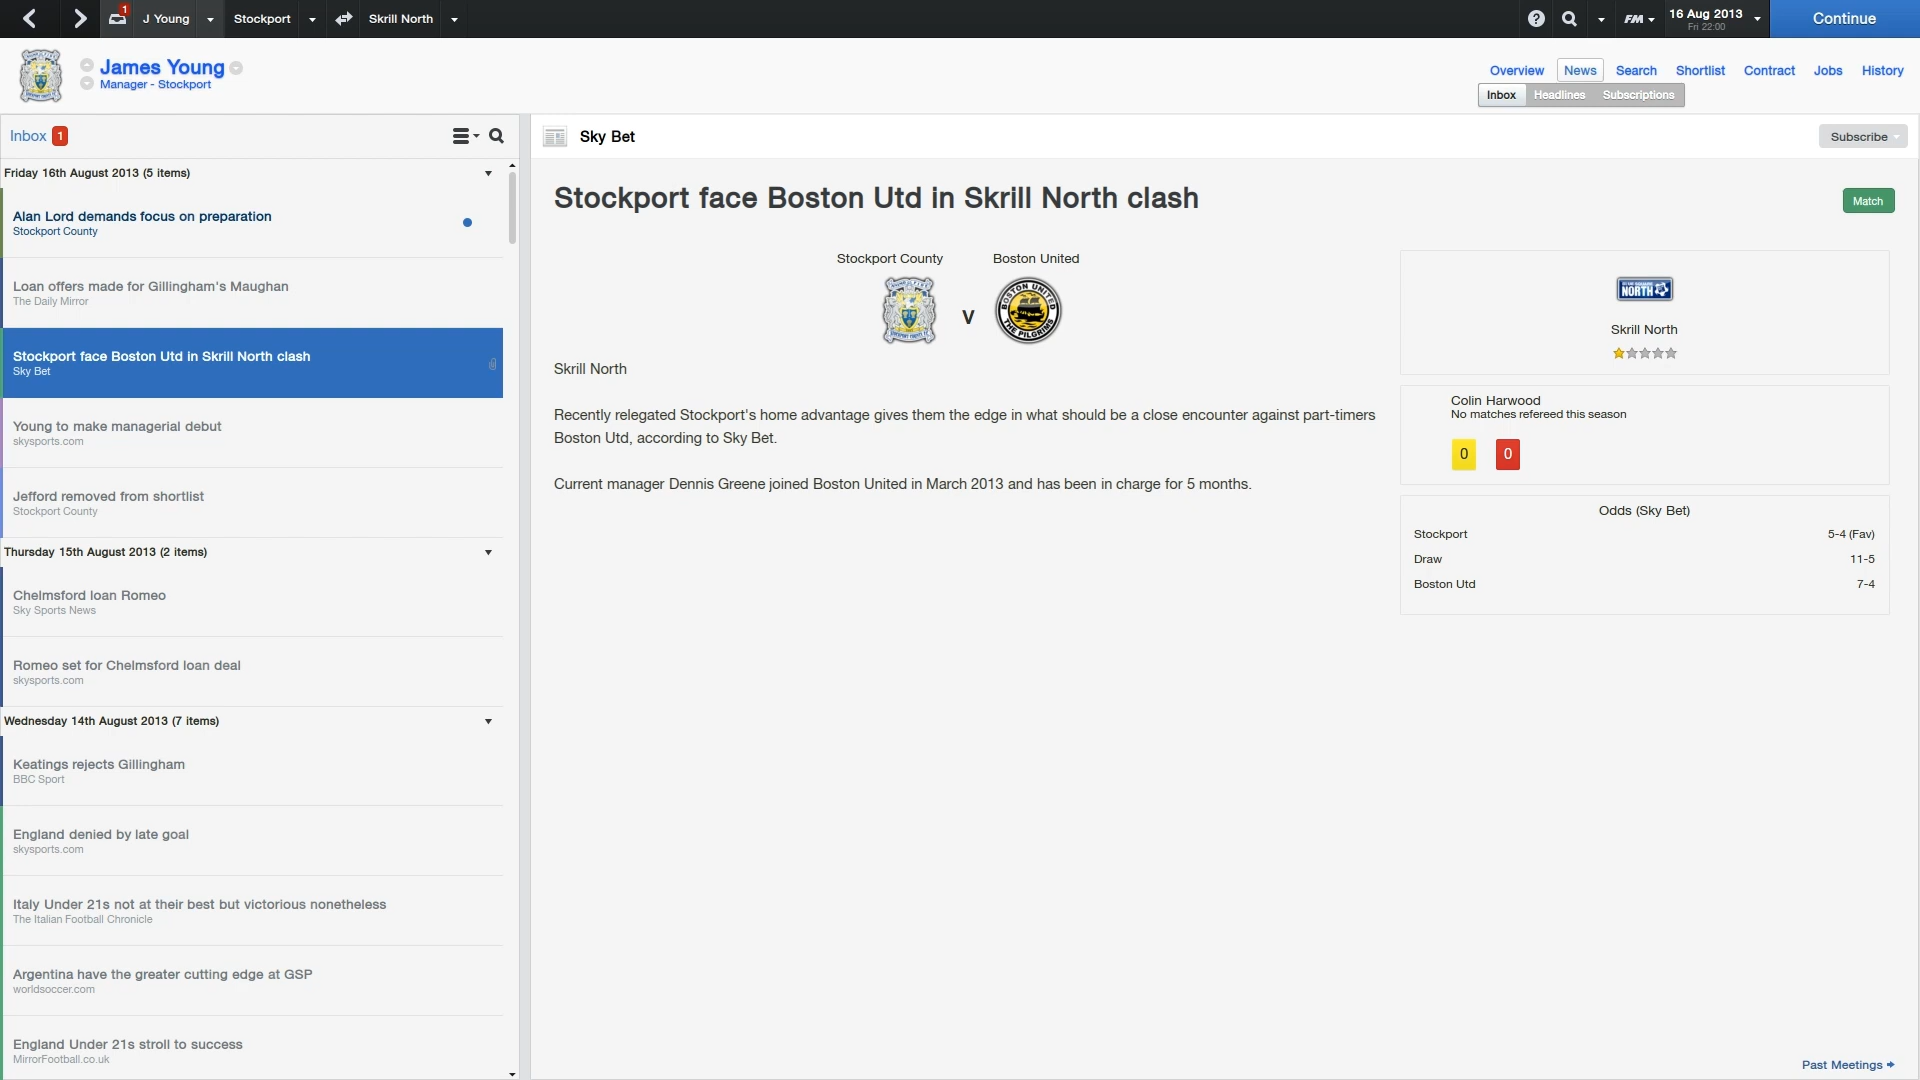 1
J Young
Stockport
Skrill North
FM
16 Aug 2013
Fri 22:00
Continue
James Young
Manager - Stockport
Overview
News
Search
Shortlist
Contract
Jobs
History
Inbox
Headlines
Subscriptions
Inbox 1
Friday 16th August 2013 (5 items)
Alan Lord demands focus on preparation
Stockport County
Loan offers made for Gillingham's Maughan
The Daily Mirror
Stockport face Boston Utd in Skrill North clash
Sky Bet
Young to make managerial debut
skysports.com
Jefford removed from shortlist
Stockport County
Thursday 15th August 2013 (2 items)
Chelmsford loan Romeo
Sky Sports News
Romeo set for Chelmsford loan deal
skysports.com
Wednesday 14th August 2013 (7 items)
Keatings rejects Gillingham
BBC Sport
England denied by late goal
skysports.com
Italy Under 21s not at their best but victorious nonetheless
The Italian Football Chronicle
Argentina have the greater cutting edge at GSP
worldsoccer.com
England Under 21s stroll to success
MirrorFootball.co.uk
Sky Bet
Subscribe
Stockport face Boston Utd in Skrill North clash
Match
Stockport County
Boston United
V
BOSTON UNITED
THE PILGRIMS
Skrill North
Recently relegated Stockport's home advantage gives them the edge in what should be a close encounter against part-timers
Boston Utd, according to Sky Bet.
Current manager Dennis Greene joined Boston United in March 2013 and has been in charge for 5 months.
NORTH
Skrill North
Colin Harwood
No matches refereed this season
0
0
Odds (Sky Bet)
Stockport 5-4 (Fav)
Draw 11-5
Boston Utd 7-4
Past Meetings